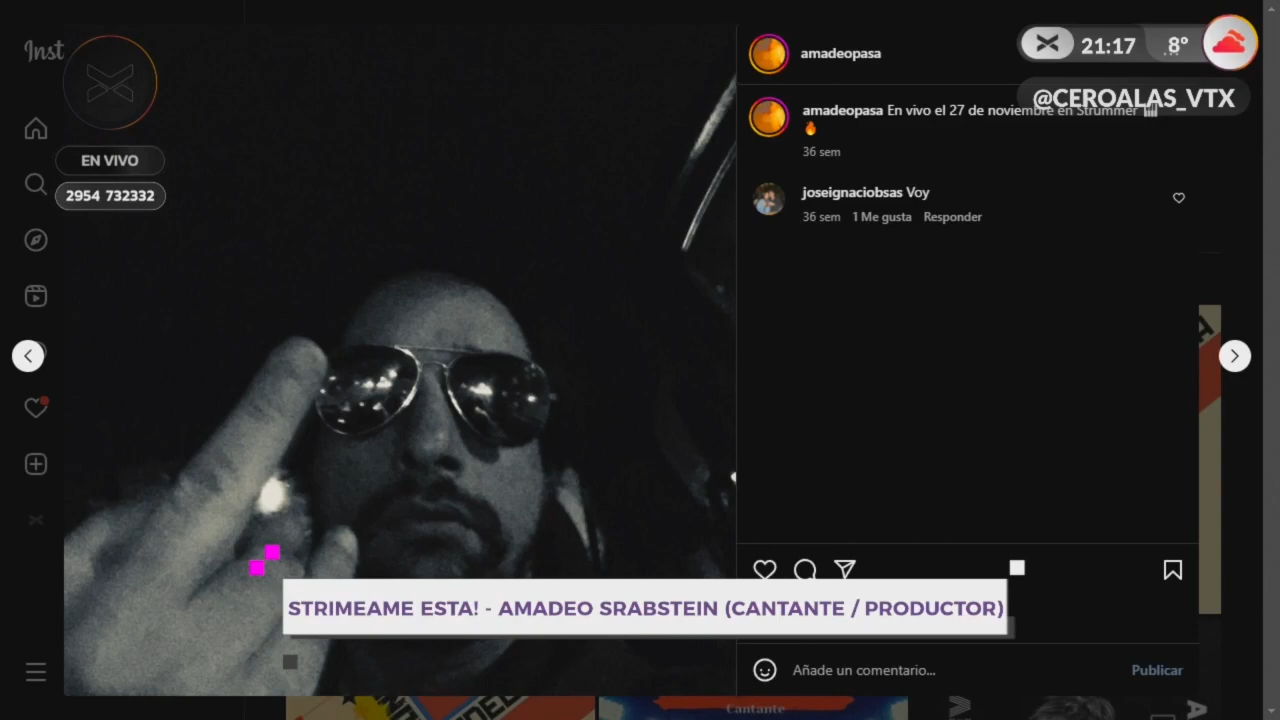 Inst
EN VIVO
2954 732332
21:17
8°
@CEROALAS_VTX
amadeopasa
amadeopasa En vivo el 27 de noviembre en Strummer
36 sem
joseignaciobsas Voy
36 sem 1 Me gusta Responder
STRIMEAME ESTA! - AMADEO SRABSTEIN (CANTANTE / PRODUCTOR)
Añade un comentario...
Publicar
Cantante